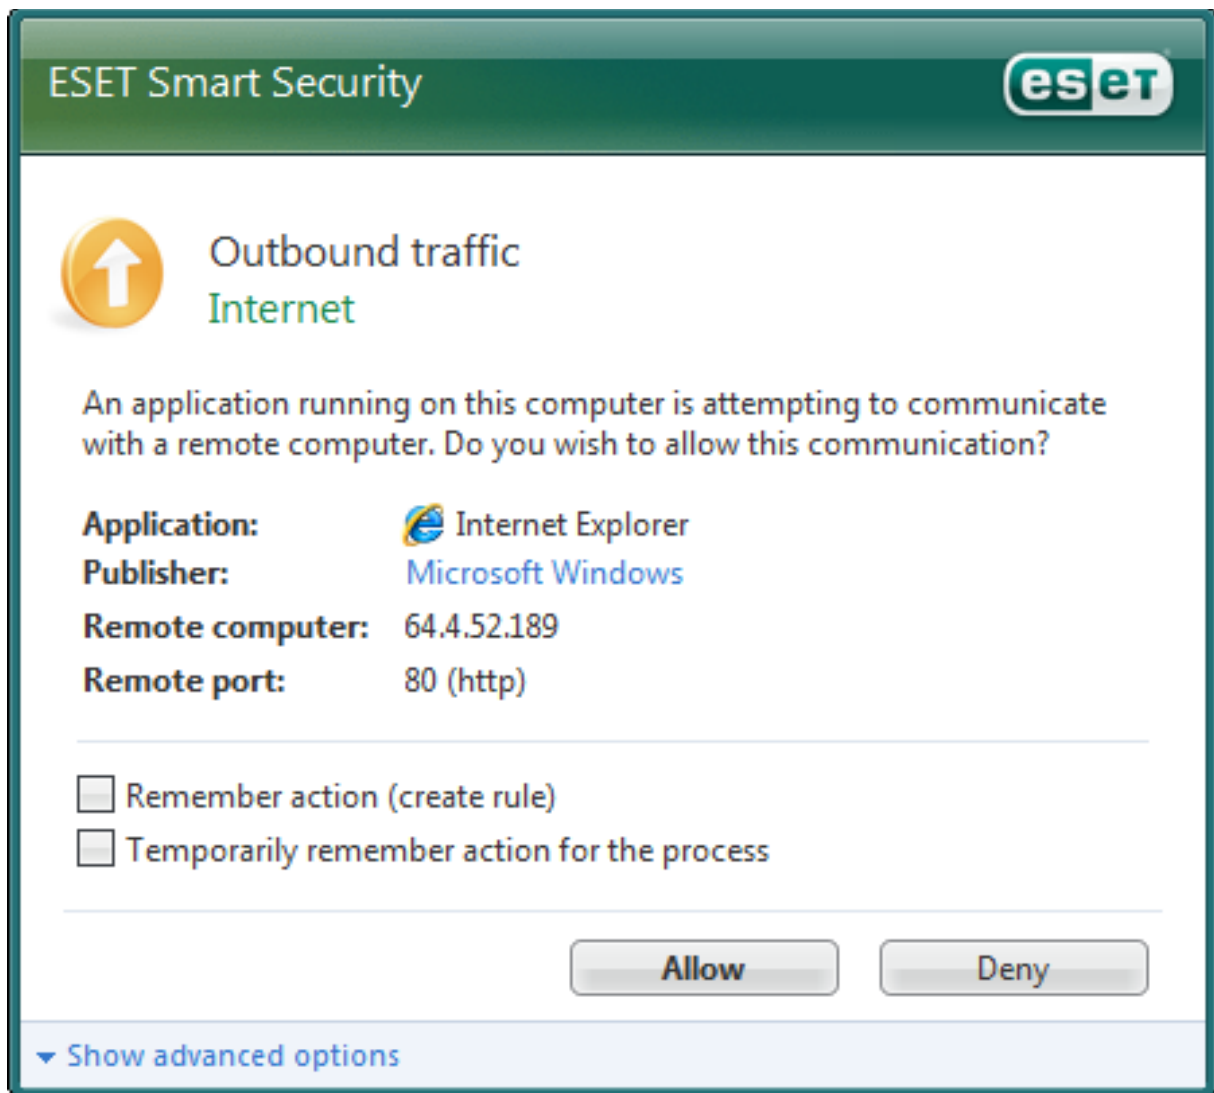 ESET Smart Security
eseT
Outbound traffic
Internet
An application running on this computer is attempting to communicate
with a remote computer. Do you wish to allow this communication?
Application: Internet Explorer
Publisher: Microsoft Windows
Remote computer: 64.4.52.189
Remote port: 80 (http)
Remember action (create rule)
Temporarily remember action for the process
Allow Deny
Show advanced options